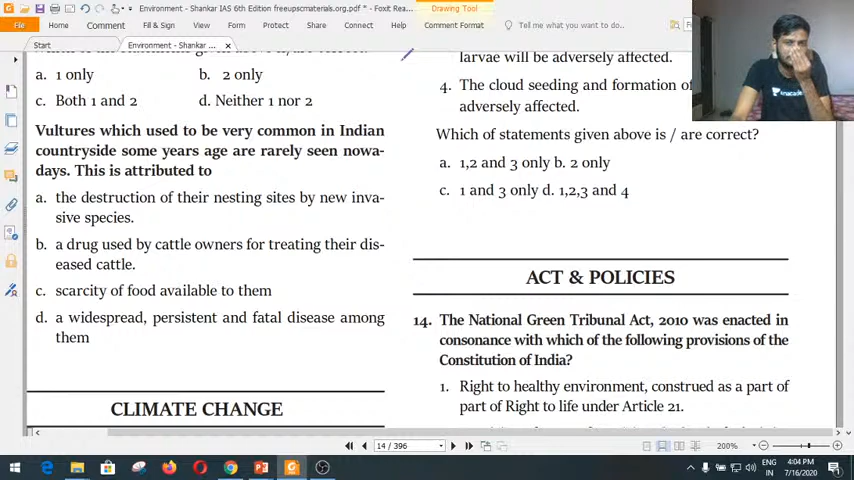 Environment - Shankar IAS 6th Edition freeupscmaterials.org.pdf - Foxit Rea...
Drawing Tool
File
Home
Comment
Fill & Sign
View
Form
Protect
Share
Connect
Help
Extras
Comment Format
Tell me what you want to do...
Start
Environment - Shankar ...
a. 1 only
b. 2 only
c. Both 1 and 2
d. Neither 1 nor 2
Vultures which used to be very common in Indian
countryside some years age are rarely seen nowa-
days. This is attributed to
a. the destruction of their nesting sites by new inva-
sive species.
b. a drug used by cattle owners for treating their dis-
eased cattle.
c. scarcity of food available to them
d. a widespread, persistent and fatal disease among
them
CLIMATE CHANGE
larvae will be adversely affected.
4. The cloud seeding and formation of
adversely affected.
Which of statements given above is / are correct?
a. 1,2 and 3 only b. 2 only
c. 1 and 3 only d. 1,2,3 and 4
ACT & POLICIES
14. The National Green Tribunal Act, 2010 was enacted in
consonance with which of the following provisions of the
Constitution of India?
1. Right to healthy environment, construed as a part of
part of Right to life under Article 21.
14 / 396
200%
ENG
IN
4:04 PM
7/16/2020